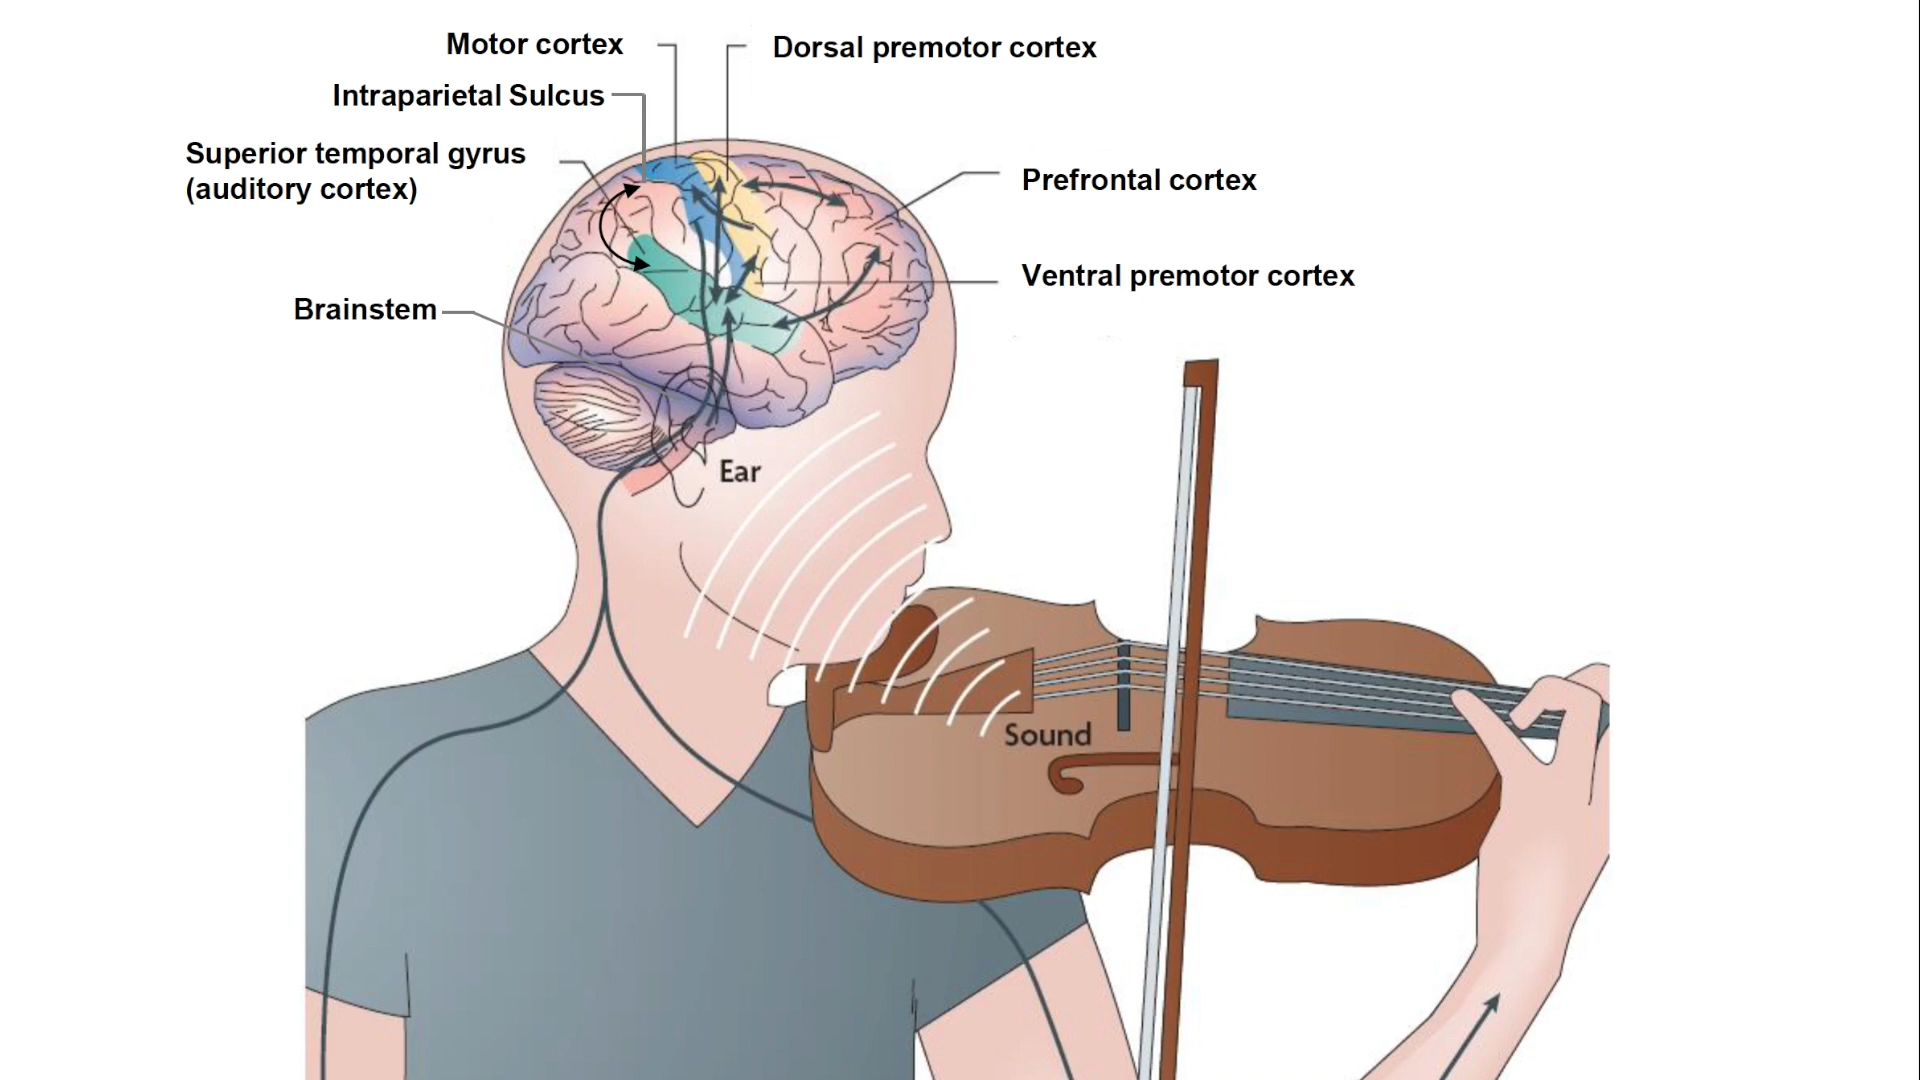 Motor cortex
Dorsal premotor cortex
Intraparietal Sulcus
Superior temporal gyrus
(auditory cortex)
Prefrontal cortex
Ventral premotor cortex
Brainstem
Ear
Sound